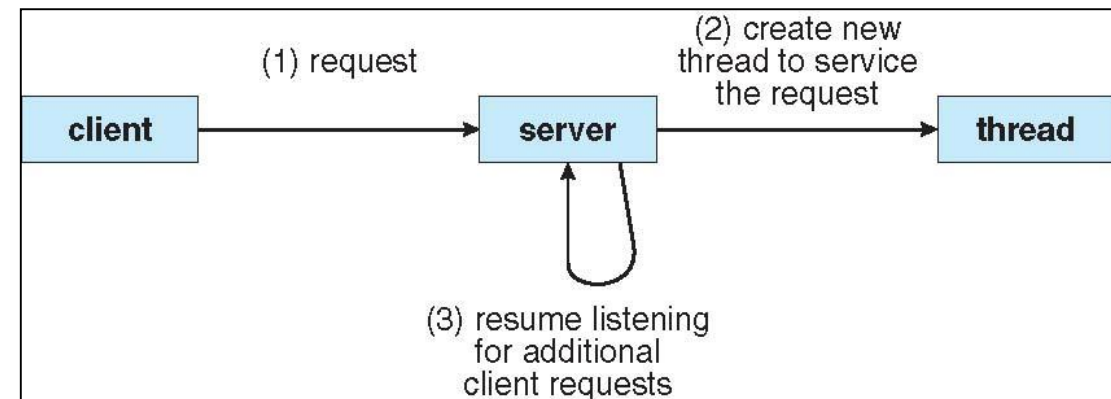 (1) request
(2) create new
thread to service
the request
client
server
thread
(3) resume listening
for additional
client requests